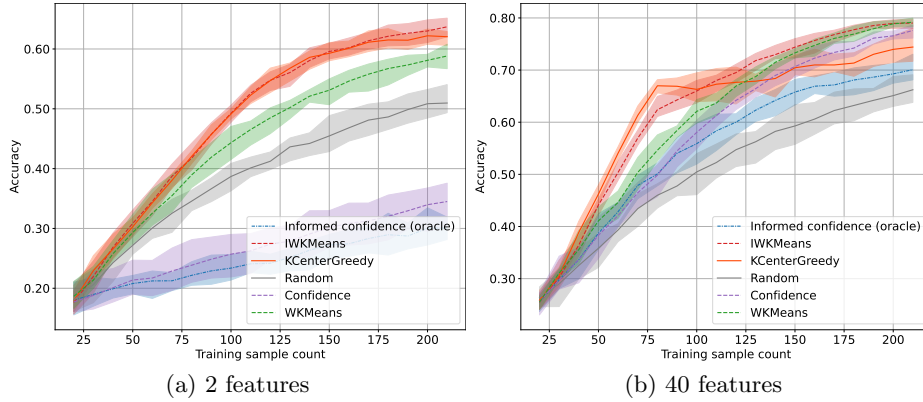 0.60
0.50
0.40
0.30
0.20
Accuracy
25 50 75 100 125 150 175 200
Training sample count
Informed confidence (oracle)
IWKMeans
KCenterGreedy
Random
Confidence
WKMeans
(a) 2 features
0.80
0.70
0.60
0.50
0.40
0.30
Accuracy
25 50 75 100 125 150 175 200
Training sample count
Informed confidence (oracle)
IWKMeans
KCenterGreedy
Random
Confidence
WKMeans
(b) 40 features